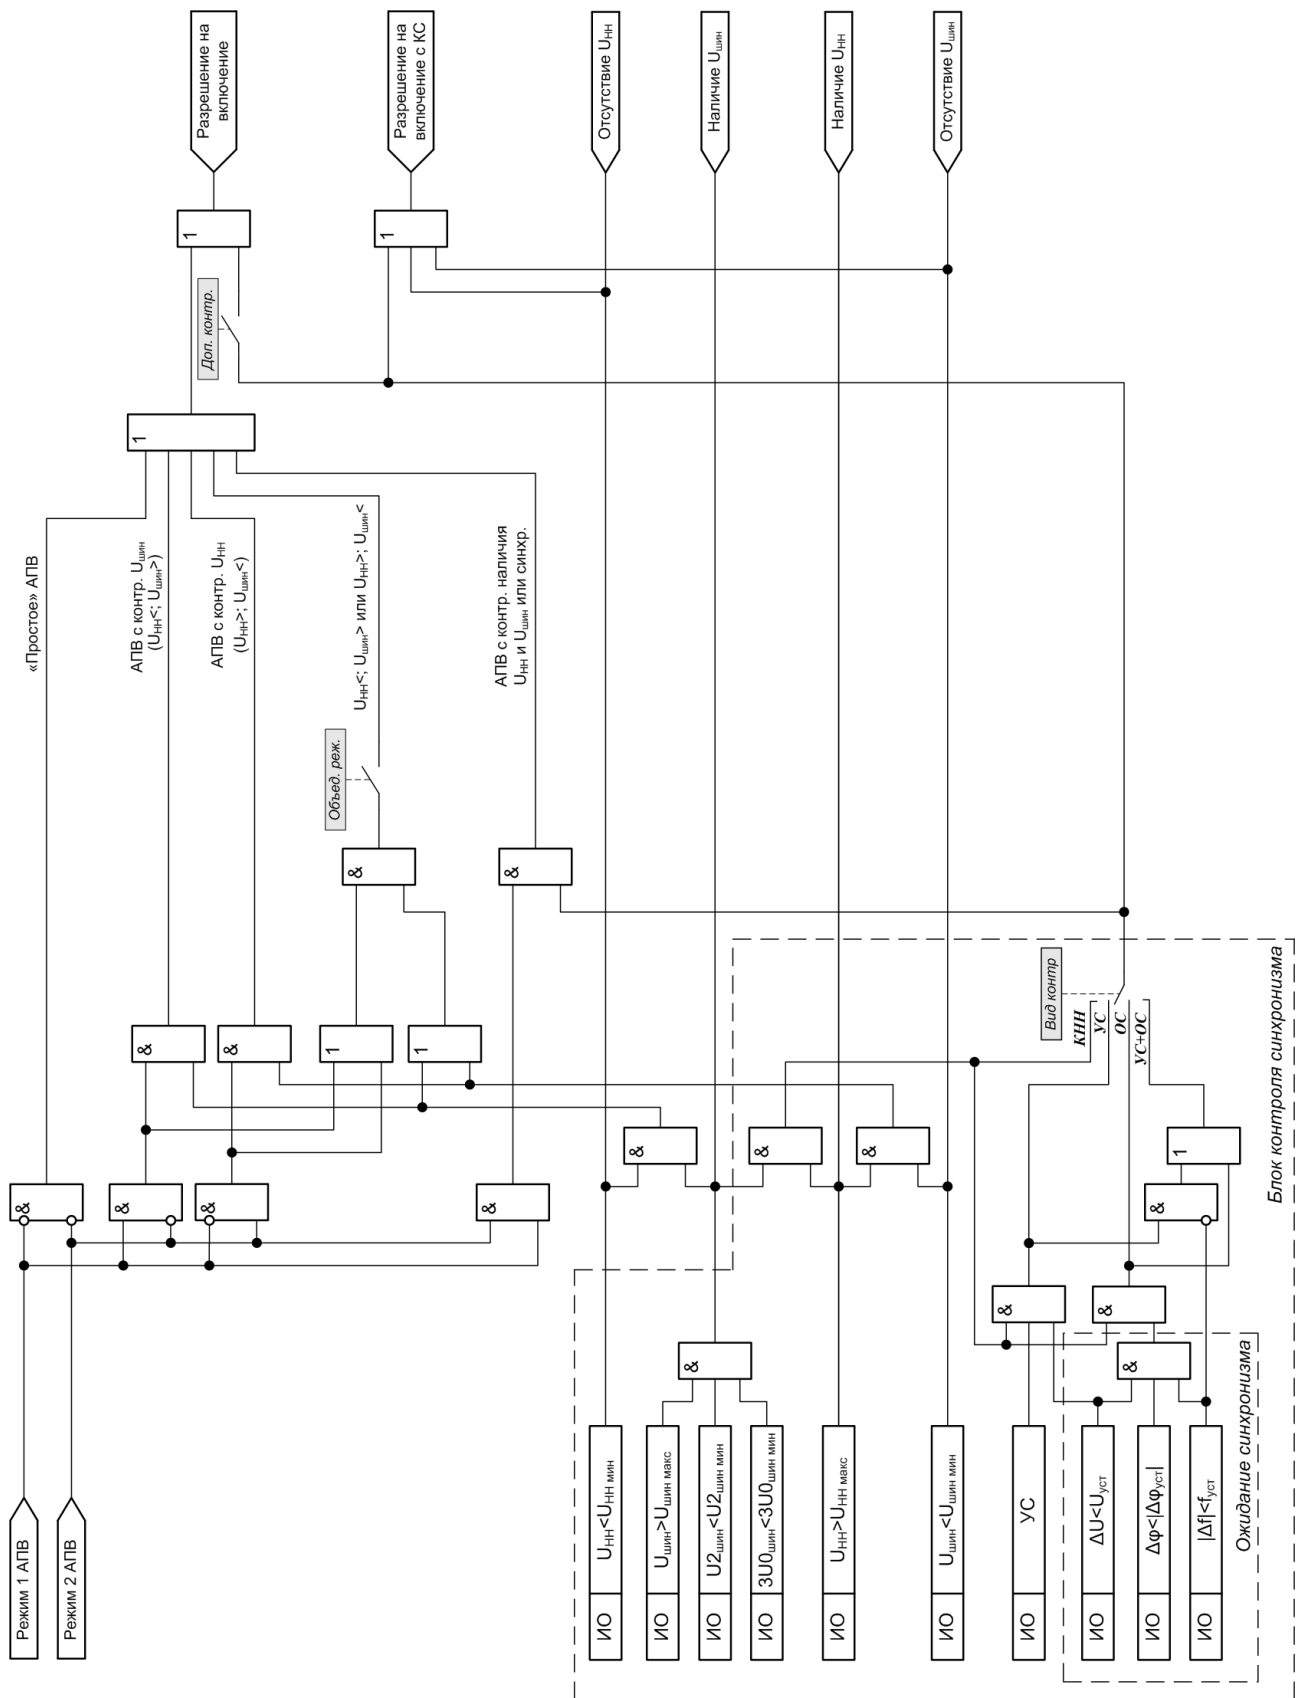 Режим 1 АПВ
Режим 2 АПВ
&
&
&
&
&
&
1
1
&
&
Объед. реж.
«Простое» АПВ
АПВ с контр. Uшин
(UНН<; Uшин>)
АПВ с контр. UНН
(UНН>; Uшин<)
UНН<; Uшин> или UНН>; Uшин<
АПВ с контр. наличия
UНН и Uшин или синхр.
1
Доп. контр.
1
1
Разрешение на
включение
Разрешение на
включение с КС
Отсутствие UНН
Наличие Uшин
Наличие UНН
Отсутствие Uшин
ИО
UНН<UНН мин
ИО
Uшин>Uшин макс
ИО
U2шин<U2шин мин
ИО
3U0шин<3U0шин мин
ИО
UНН>UНН макс
ИО
Uшин<Uшин мин
ИО
УС
ИО
ΔU<Uуст
ИО
Δφ<|Δφуст|
ИО
|Δf|<fуст
Ожидание синхронизма
&
&
&
&
&
&
&
&
1
КНН
УС
ОС
УС+ОС
Вид контр
Блок контроля синхронизма